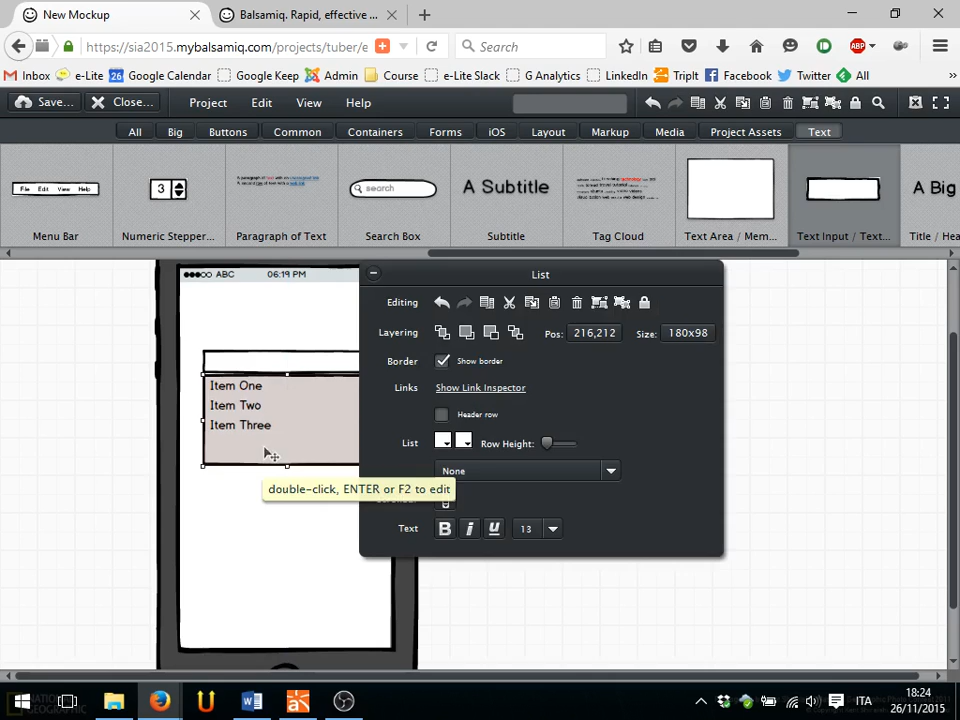 New Mockup
Balsamiq. Rapid, effective ...
https://sia2015.mybalsamiq.com/projects/tuber/e
Search
Inbox
e-Lite
26 Google Calendar
Google Keep
Admin
Course
e-Lite Slack
G Analytics
LinkedIn
TripIt
Facebook
Twitter
All
Save...
Close...
Project
Edit
View
Help
All
Big
Buttons
Common
Containers
Forms
iOS
Layout
Markup
Media
Project Assets
Text
File Edit View Help
3
search
A Subtitle
A Big
Menu Bar
Numeric Stepper...
Paragraph of Text
Search Box
Subtitle
Tag Cloud
Text Area / Mem...
Text Input / Text...
Title / Hea
ABC
06:19 PM
Item One
Item Two
Item Three
double-click, ENTER or F2 to edit
List
Editing
Layering
Pos: 216,212
Size: 180x98
Border
Show border
Links
Show Link Inspector
Header row
List
Row Height:
None
Text
B i U
13
ITA
18:24
26/11/2015